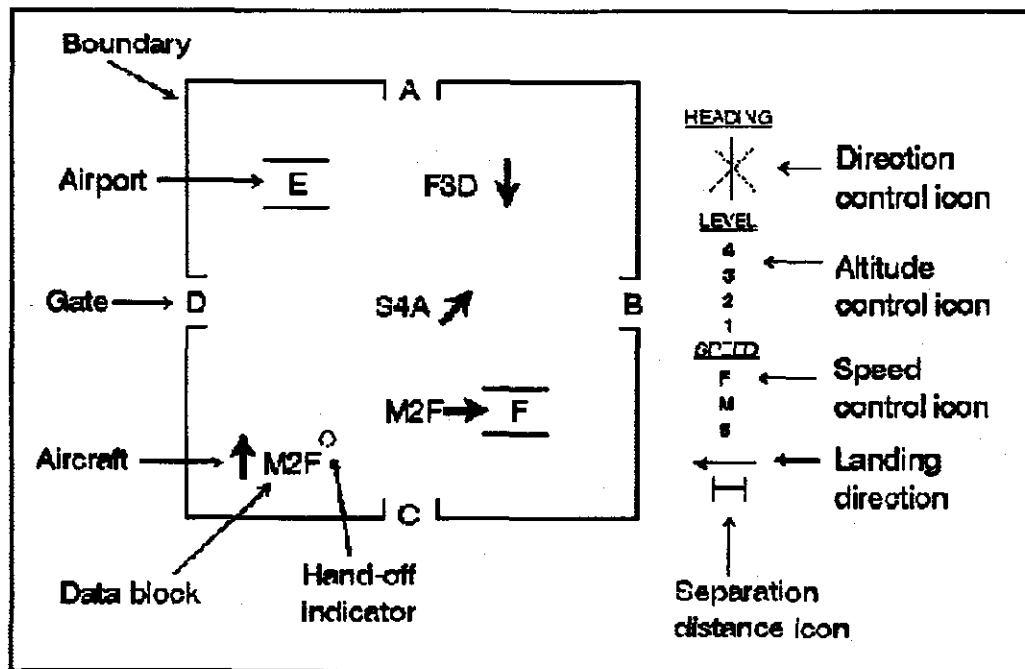 Boundary
A
HEADING
Airport
E
F3D
Direction
control icon
LEVEL
4
3
2
1
Altitude
control icon
Gate
D
S4A
B
SPEED
F
M
S
Speed
control icon
M2F
F
Aircraft
M2F
C
Landing
direction
Data block
Hand-off
indicator
Separation
distance icon